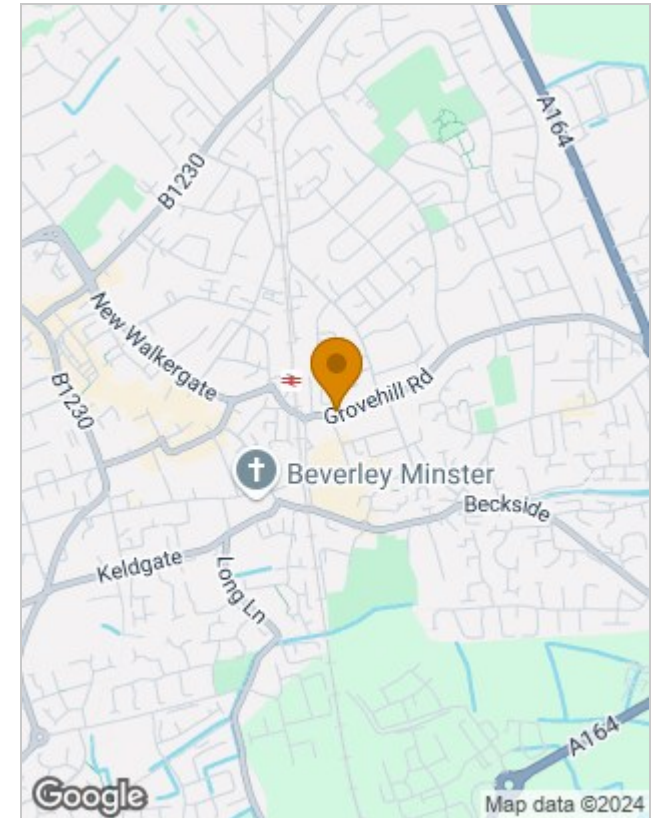 A164
B1230
New Walkergate
B1230
Grovehill Rd
Beverley Minster
Beckside
Keldgate
Long Ln
A164
Google
Map data ©2024